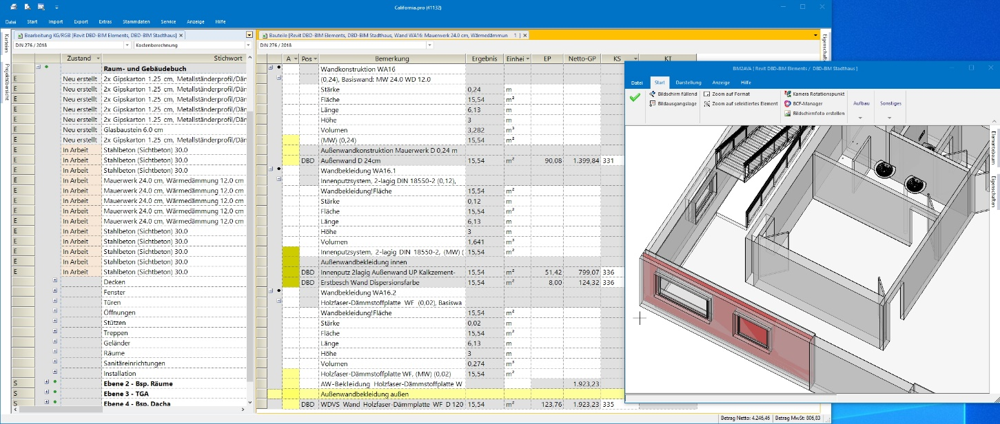 California.pro (41132)
Datei Start Import Export Extras Stammdaten Service Anzeige Hilfe
Karteien
Projektübersicht
Bearbeitung KG/RGB [Revit DBD-BIM Elements, DBD-BIM Stadthaus]
DIN 276 / 2018 Kostenberechnung
Zustand Stichwort
Raum- und Gebäudebuch
E Neu erstellt 2x Gipskarton 1.25 cm, Metallständerprofil/Dän
E Neu erstellt 2x Gipskarton 1.25 cm, Metallständerprofil/Dän
E Neu erstellt 2x Gipskarton 1.25 cm, Metallständerprofil/Dän
E Neu erstellt 2x Gipskarton 1.25 cm, Metallständerprofil/Dän
E Neu erstellt 2x Gipskarton 1.25 cm, Metallständerprofil/Dän
E Neu erstellt Glasbaustein 6.0 cm
E Neu erstellt 2x Gipskarton 1.25 cm, Metallständerprofil/Dän
E In Arbeit Stahlbeton (Sichtbeton) 30.0
E In Arbeit Stahlbeton (Sichtbeton) 30.0
E In Arbeit Stahlbeton (Sichtbeton) 30.0
E In Arbeit Mauerwerk 24.0 cm, Wärmedämmung 12.0 cm
E In Arbeit Mauerwerk 24.0 cm, Wärmedämmung 12.0 cm
E In Arbeit Mauerwerk 24.0 cm, Wärmedämmung 12.0 cm
E In Arbeit Mauerwerk 24.0 cm, Wärmedämmung 12.0 cm
E In Arbeit Mauerwerk 24.0 cm, Wärmedämmung 12.0 cm
E In Arbeit Stahlbeton (Sichtbeton) 30.0
E In Arbeit Stahlbeton (Sichtbeton) 30.0
E In Arbeit Stahlbeton (Sichtbeton) 30.0
E In Arbeit Stahlbeton (Sichtbeton) 30.0
E In Arbeit Stahlbeton (Sichtbeton) 30.0
Decken
Fenster
Türen
Öffnungen
Stützen
Treppen
Geländer
Räume
Sanitäreinrichtungen
Installation
S Ebene 2 - Bsp. Räume
S Ebene 3 - TGA
S Ebene 4 - Bsp. Dacha
Bauteile [Revit DBD-BIM Elements, DBD-BIM Stadthaus, Wand WA16: Mauerwerk 24.0 cm, Wärmedämmun 1
DIN 276 / 2018
A Pos Bemerkung Ergebnis Einhei EP Netto-GP KS KT
Wandkonstruktion WA16
(0,24), Basiswand: MW 24.0 WD 12.0
Stärke 0,24 m
Fläche 15,54 m²
Länge 6,13 m
Höhe 3 m
Volumen 3,282 m³
(MW) (0,24) 15,54 m²
Außenwandkonstruktion Mauerwerk D 0,24 m
DBD Außenwand D 24cm 15,54 m² 90,08 1.399,84 331
Wandbekleidung WA16.1
Innenputzsystem, 2-lagig DIN 18550-2 (0,12),
Wandbekleidung!Fläche 15,54 m²
Stärke 0,12 m
Fläche 15,54 m²
Länge 6,13 m
Höhe 3 m
Volumen 1,641 m³
Innenputzsystem, 2-lagig DIN 18550-2, (MW) ( 15,54 m²
Außenwandbekleidung innen
DBD Innenputz 2lagig Außenwand UP Kalkzement- 15,54 m² 51,42 799,07 336
DBD Erstbesch Wand Dispersionsfarbe 15,54 m² 8,00 124,32 336
Wandbekleidung WA16.2
Holzfaser-Dämmstoffplatte WF (0,02), Basiswa
Wandbekleidung!Fläche 15,54 m²
Stärke 0,02 m
Fläche 15,54 m²
Länge 6,13 m
Höhe 3 m
Volumen 0,274 m³
Holzfaser-Dämmstoffplatte WF, (MW) (0,02) 15,54 m²
AW-Bekleidung Holzfaser-Dämmstoffplatte W 1.923,23
Außenwandbekleidung außen
DBD WDVS Wand Holzfaser-Dämmplatte WF D 120 15,54 m² 123,76 1.923,23 335
Eigenschaften
BIM2AVA [ Revit DBD-BIM Elements / DBD-BIM Stadthaus ]
Datei Start Darstellung Anzeige Hilfe
Bildschirm füllend Zoom auf Format Kamera Rotationspunkt
Bildausgangslage Zoom auf selektiertes Element BCF-Manager Aufbau Sonstiges
Bildschirmfoto erstellen
Elementebaum
Eigenschaften
Betrag Netto: 4.246,46 Betrag MwSt: 806,83